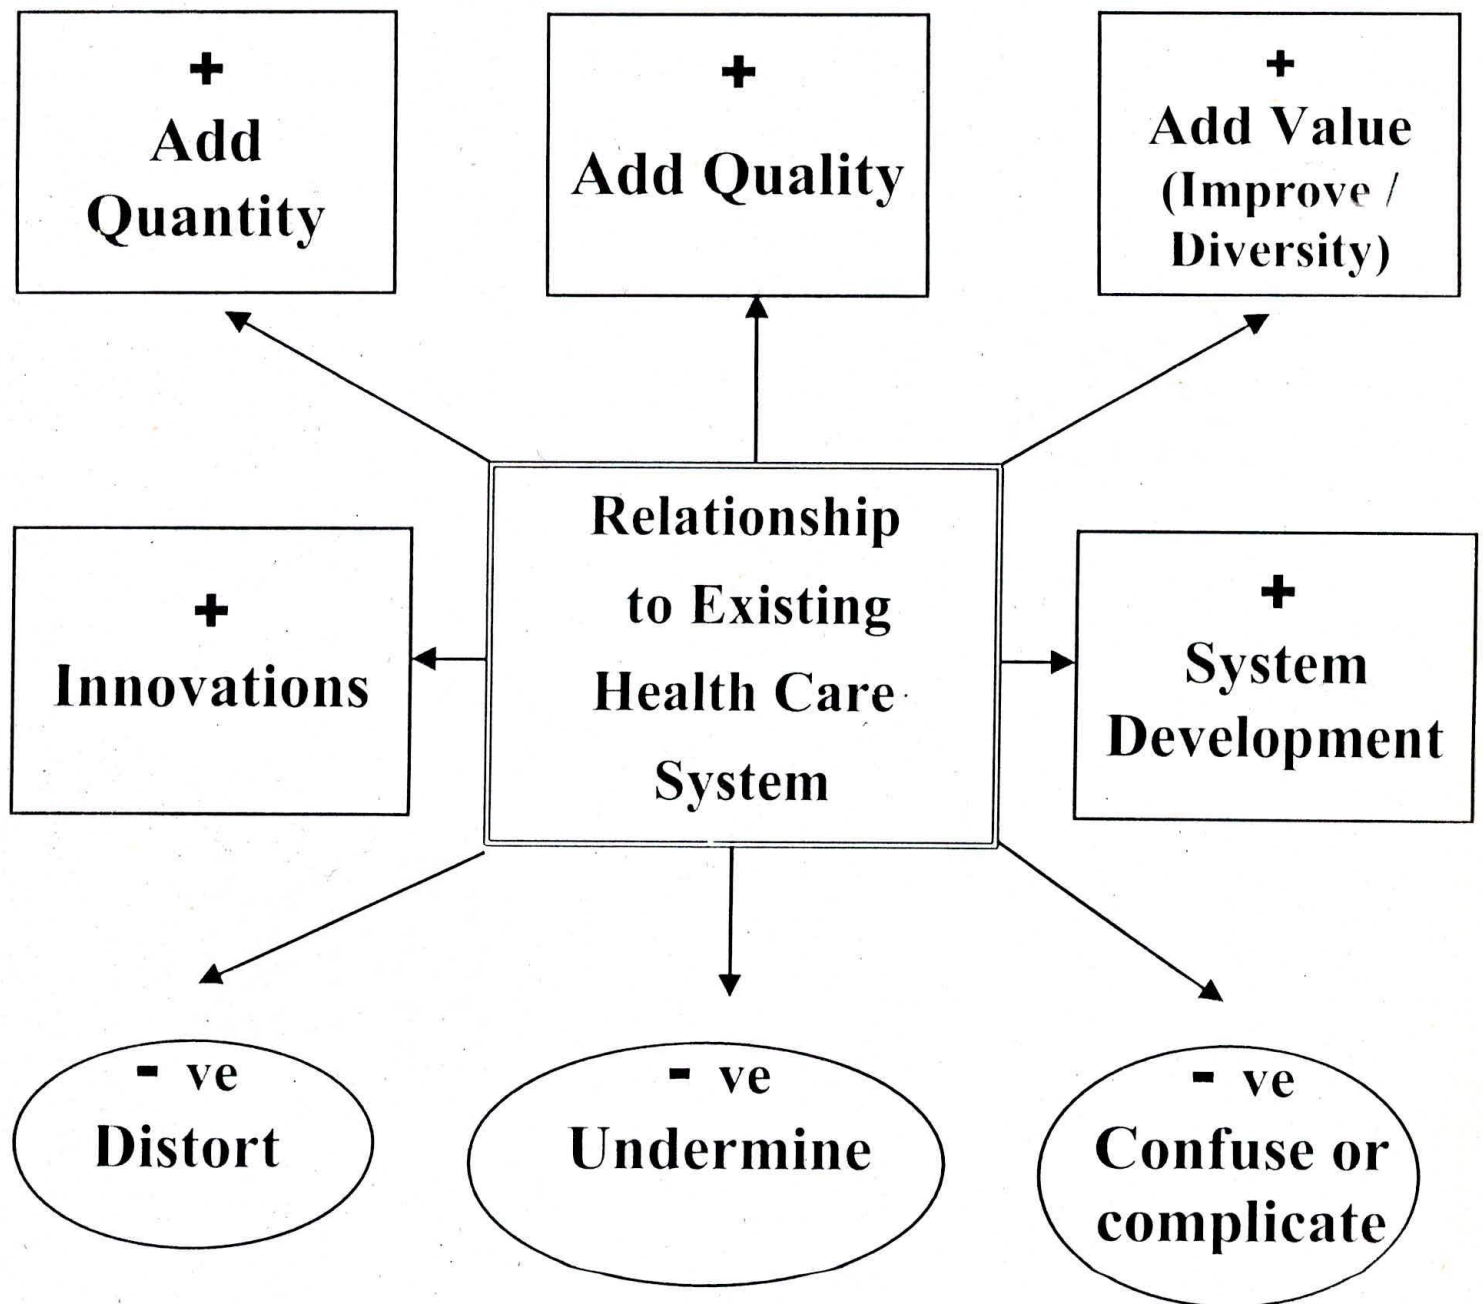 +
Add
Quantity
+
Add Quality
+
Add Value
(Improve /
Diversity)
+
Innovations
Relationship
to Existing
Health Care
System
+
System
Development
- ve
Distort
- ve
Undermine
- ve
Confuse or
complicate